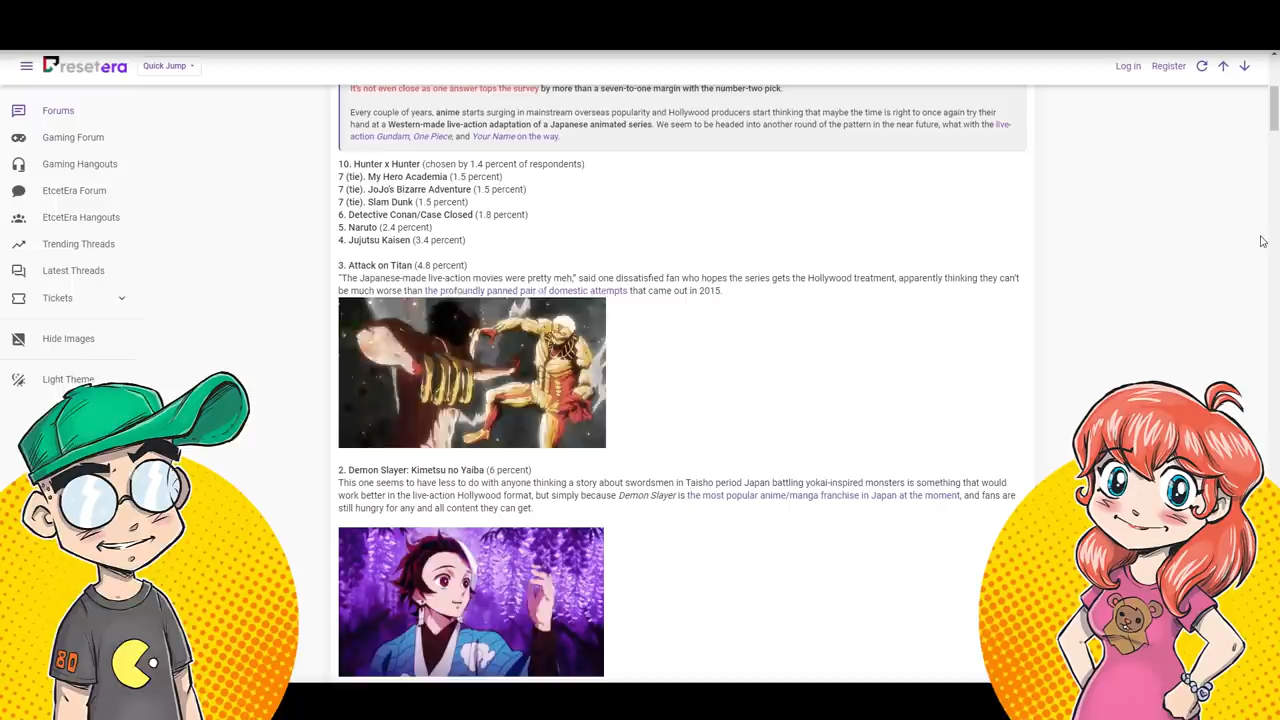 resetera
Quick Jump
Log in
Register
Forums
Gaming Forum
Gaming Hangouts
EtcetEra Forum
EtcetEra Hangouts
Trending Threads
Latest Threads
Tickets
Hide Images
Light Theme
It's not even close as one answer tops the survey by more than a seven-to-one margin with the number-two pick.
Every couple of years, anime starts surging in mainstream overseas popularity and Hollywood producers start thinking that maybe the time is right to once again try their
hand at a Western-made live-action adaptation of a Japanese animated series. We seem to be headed into another round of the pattern in the near future, what with the live-
action Gundam, One Piece, and Your Name on the way.
10. Hunter x Hunter (chosen by 1.4 percent of respondents)
7 (tie). My Hero Academia (1.5 percent)
7 (tie). JoJo's Bizarre Adventure (1.5 percent)
7 (tie). Slam Dunk (1.5 percent)
6. Detective Conan/Case Closed (1.8 percent)
5. Naruto (2.4 percent)
4. Jujutsu Kaisen (3.4 percent)
3. Attack on Titan (4.8 percent)
"The Japanese-made live-action movies were pretty meh," said one dissatisfied fan who hopes the series gets the Hollywood treatment, apparently thinking they can't
be much worse than the profoundly panned pair of domestic attempts that came out in 2015.
2. Demon Slayer: Kimetsu no Yaiba (6 percent)
This one seems to have less to do with anyone thinking a story about swordsmen in Taisho period Japan battling yokai-inspired monsters is something that would
work better in the live-action Hollywood format, but simply because Demon Slayer is the most popular anime/manga franchise in Japan at the moment, and fans are
still hungry for any and all content they can get.
80